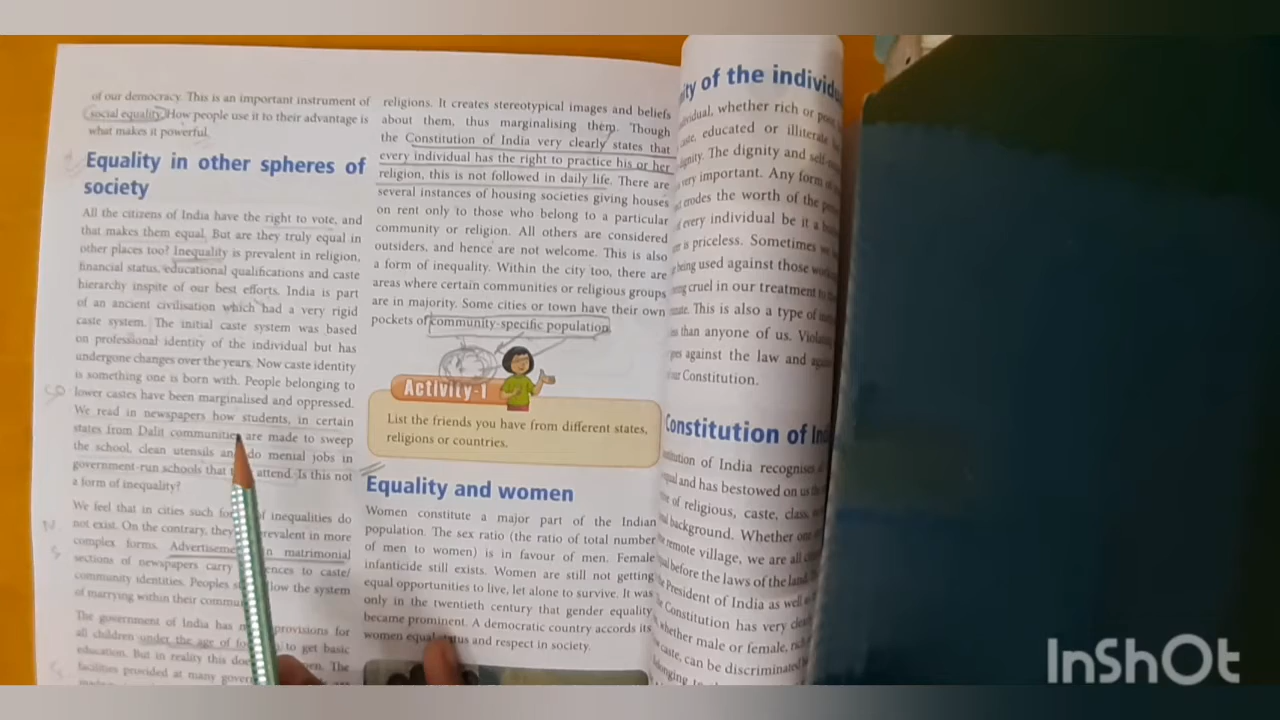 of our democracy. This is an important instrument of
social equality. How people use it to their advantage is
what makes it powerful.
Equality in other spheres of
society
All the citizens of India have the right to vote, and
that makes them equal. But are they truly equal in
other places too? Inequality is prevalent in religion,
financial status, educational qualifications and caste
hierarchy inspite of our best efforts. India is part
of an ancient civilisation which had a very rigid
caste system. The initial caste system was based
on professional identity of the individual but has
undergone changes over the years. Now caste identity
is something one is born with. People belonging to
lower castes have been marginalised and oppressed.
We read in newspapers how students, in certain
states from Dalit communities are made to sweep
the school, clean utensils and do menial jobs in
government-run schools that attend. Is this not
a form of inequality?
We feel that in cities such of inequalities do
not exist. On the contrary, they prevalent in more
complex forms. in matrimonial
sections of newspapers carry to caste/
community identities. Peoples the system
of marrying within their
The government of India has provisions for
all children under the age of to get basic
education. But in reality this The
facilities provided at many
religions. It creates stereotypical images and beliefs
about them, thus marginalising them. Though
the Constitution of India very clearly states that
every individual has the right to practice his or her
religion, this is not followed in daily life. There are
several instances of housing societies giving houses
on rent only to those who belong to a particular
community or religion. All others are considered
outsiders, and hence are not welcome. This is also
a form of inequality. Within the city too, there are
areas where certain communities or religious groups
are in majority. Some cities or town have their own
pockets of community-specific population.
Activity-1
List the friends you have from different states,
religions or countries.
Equality and women
Women constitute a major part of the Indian
population. The sex ratio (the ratio of total number
of men to women) is in favour of men. Female
infanticide still exists. Women are still not getting
equal opportunities to live, let alone to survive. It was
only in the twentieth century that gender equality
became prominent. A democratic country accords its
women equal status and respect in society.
of the
whether rich or
educated or illiterate
The dignity and
very important. Any form
erodes the worth of the
every individual be it a
is priceless. Sometimes
being used against those
cruel in our treatment
This is also a type of
than anyone of us.
against the law and
Constitution.
Constitution of
of India recognises
and has bestowed on us
of religious, caste, class,
background. Whether
remote village, we are all
before the laws of the land.
President of India as well
Constitution has very
whether male or female,
caste, can be discriminated
InShOt